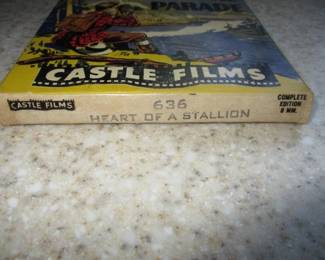 PARADE
CASTLE FILMS
CASTLE FILMS
636
HEART OF A STALLION
COMPLETE
EDITION
8 MM.